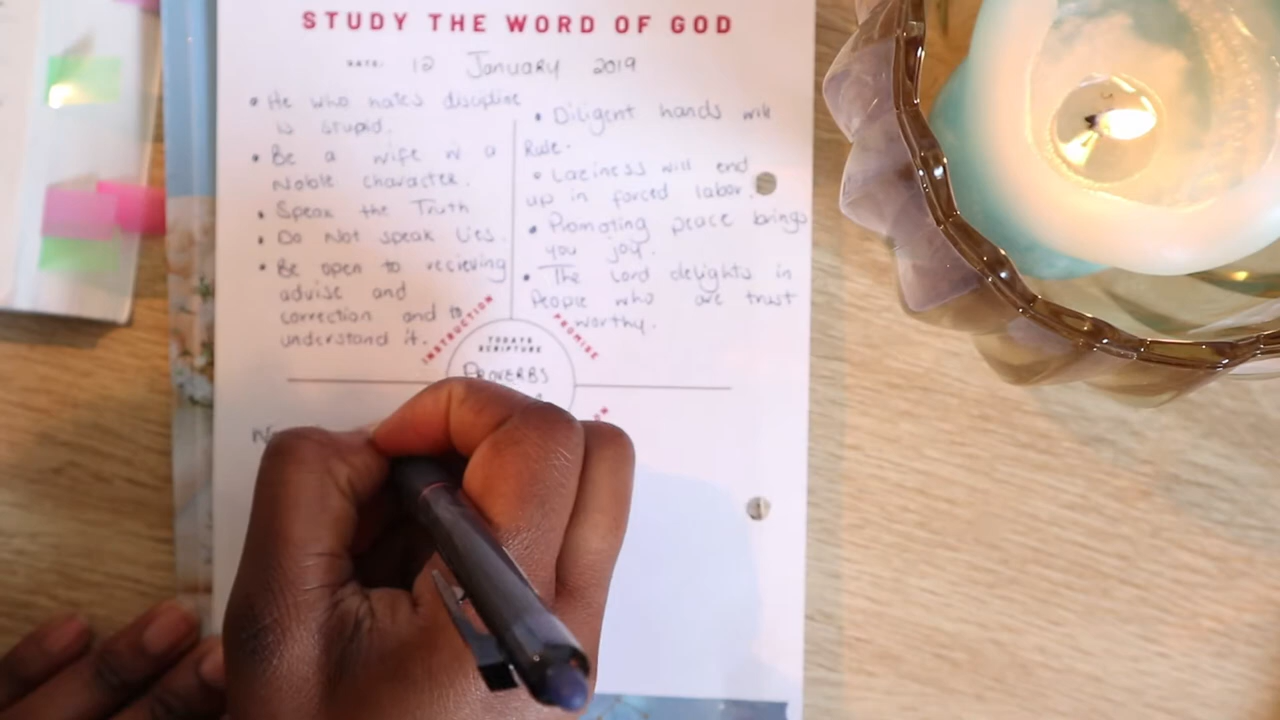 STUDY THE WORD OF GOD
DATE: 12 January 2019
• He who hates discipline
is stupid.
• Be a wife w a
Noble character.
• Speak the Truth
• Do Not speak Lies.
• Be open to recieving
advise and
correction and to
understand it.
• Diligent hands will
Rule.
• Laziness will end
up in forced labor.
• Promoting peace brings
you joy.
• The Lord delights in
People who are trust
worthy.
INSTRUCTION
PROMISE
TODAYS
SCRIPTURE
PROVERBS